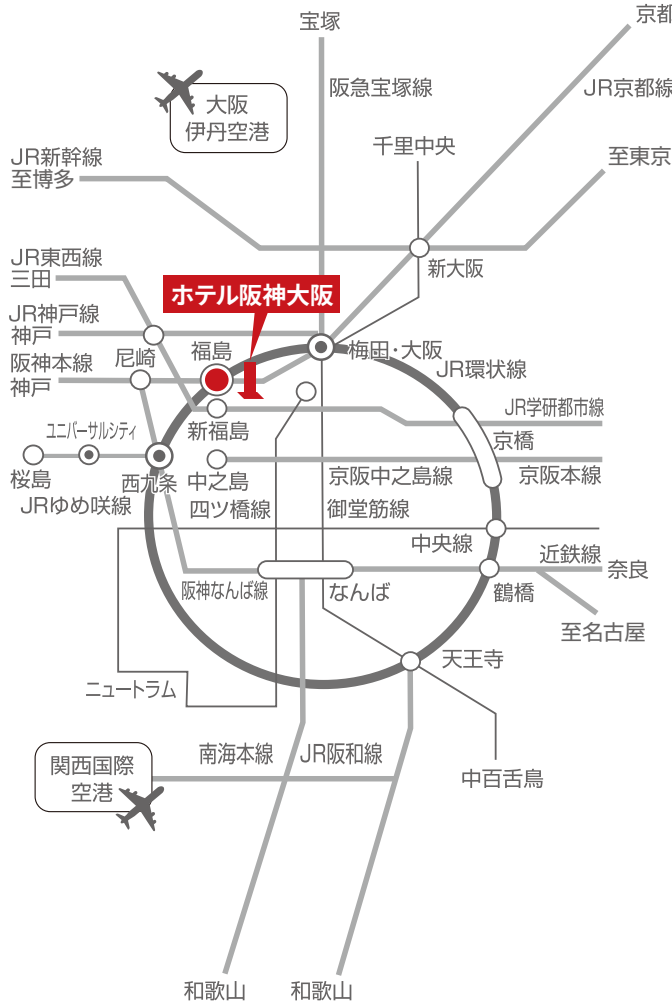 宝塚
京都
阪急宝塚線
JR京都線
大阪
伊丹空港
千里中央
JR新幹線
至博多
至東京
新大阪
JR東西線
三田
ホテル阪神大阪
JR神戸線
神戸
尼崎
福島
梅田・大阪
阪神本線
神戸
JR環状線
JR学研都市線
新福島
京橋
ユニバーサルシティ
桜島
西九条
中之島
京阪中之島線
京阪本線
JRゆめ咲線
四ツ橋線
御堂筋線
中央線
近鉄線
奈良
阪神なんば線
なんば
鶴橋
至名古屋
天王寺
ニュートラム
南海本線
JR阪和線
関西国際
空港
中百舌鳥
和歌山
和歌山